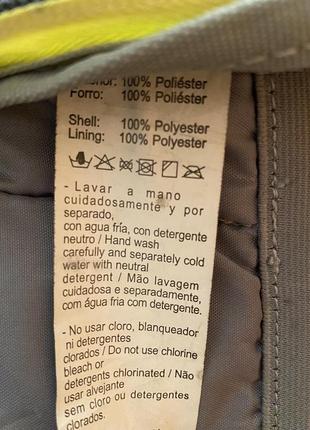 100% Poliéster
Forro: 100% Poliéster
Shell: 100% Polyester
Lining: 100% Polyester
- Lavar a mano
cuidadosamente y por
separado,
con agua fría, con detergente
neutro / Hand wash
carefully and separately cold
water with neutral
detergent / Mão lavagem
cuidadosa e separadamente,
com água fria com detergente.
- No usar cloro, blanqueador
ni detergentes
clorados / Do not use chlorine
bleach or
detergents chlorinated / Não
usar alvejante
sem cloro ou detergentes
clorados.